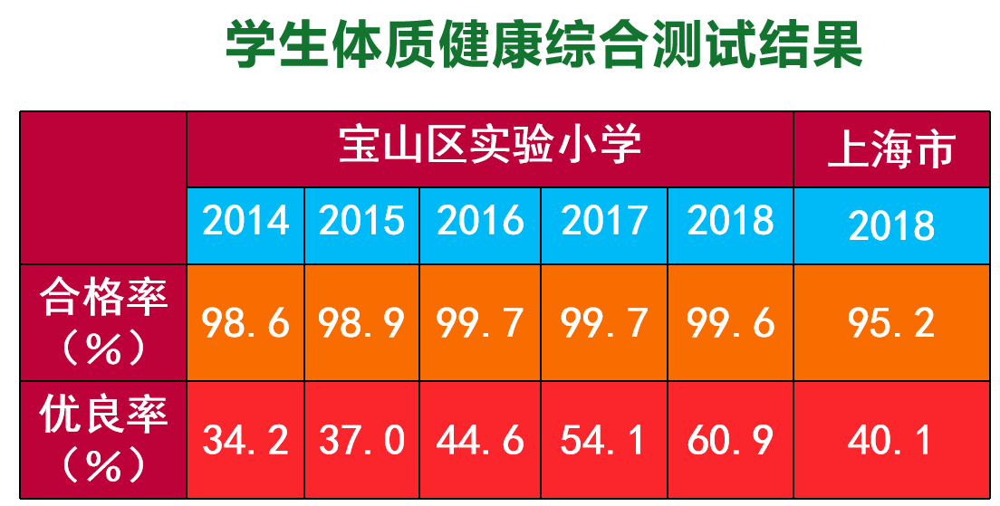 学生体质健康综合测试结果
宝山区实验小学 上海市
2014 2015 2016 2017 2018 2018
合格率
（%） 98.6 98.9 99.7 99.7 99.6 95.2
优良率
（%） 34.2 37.0 44.6 54.1 60.9 40.1